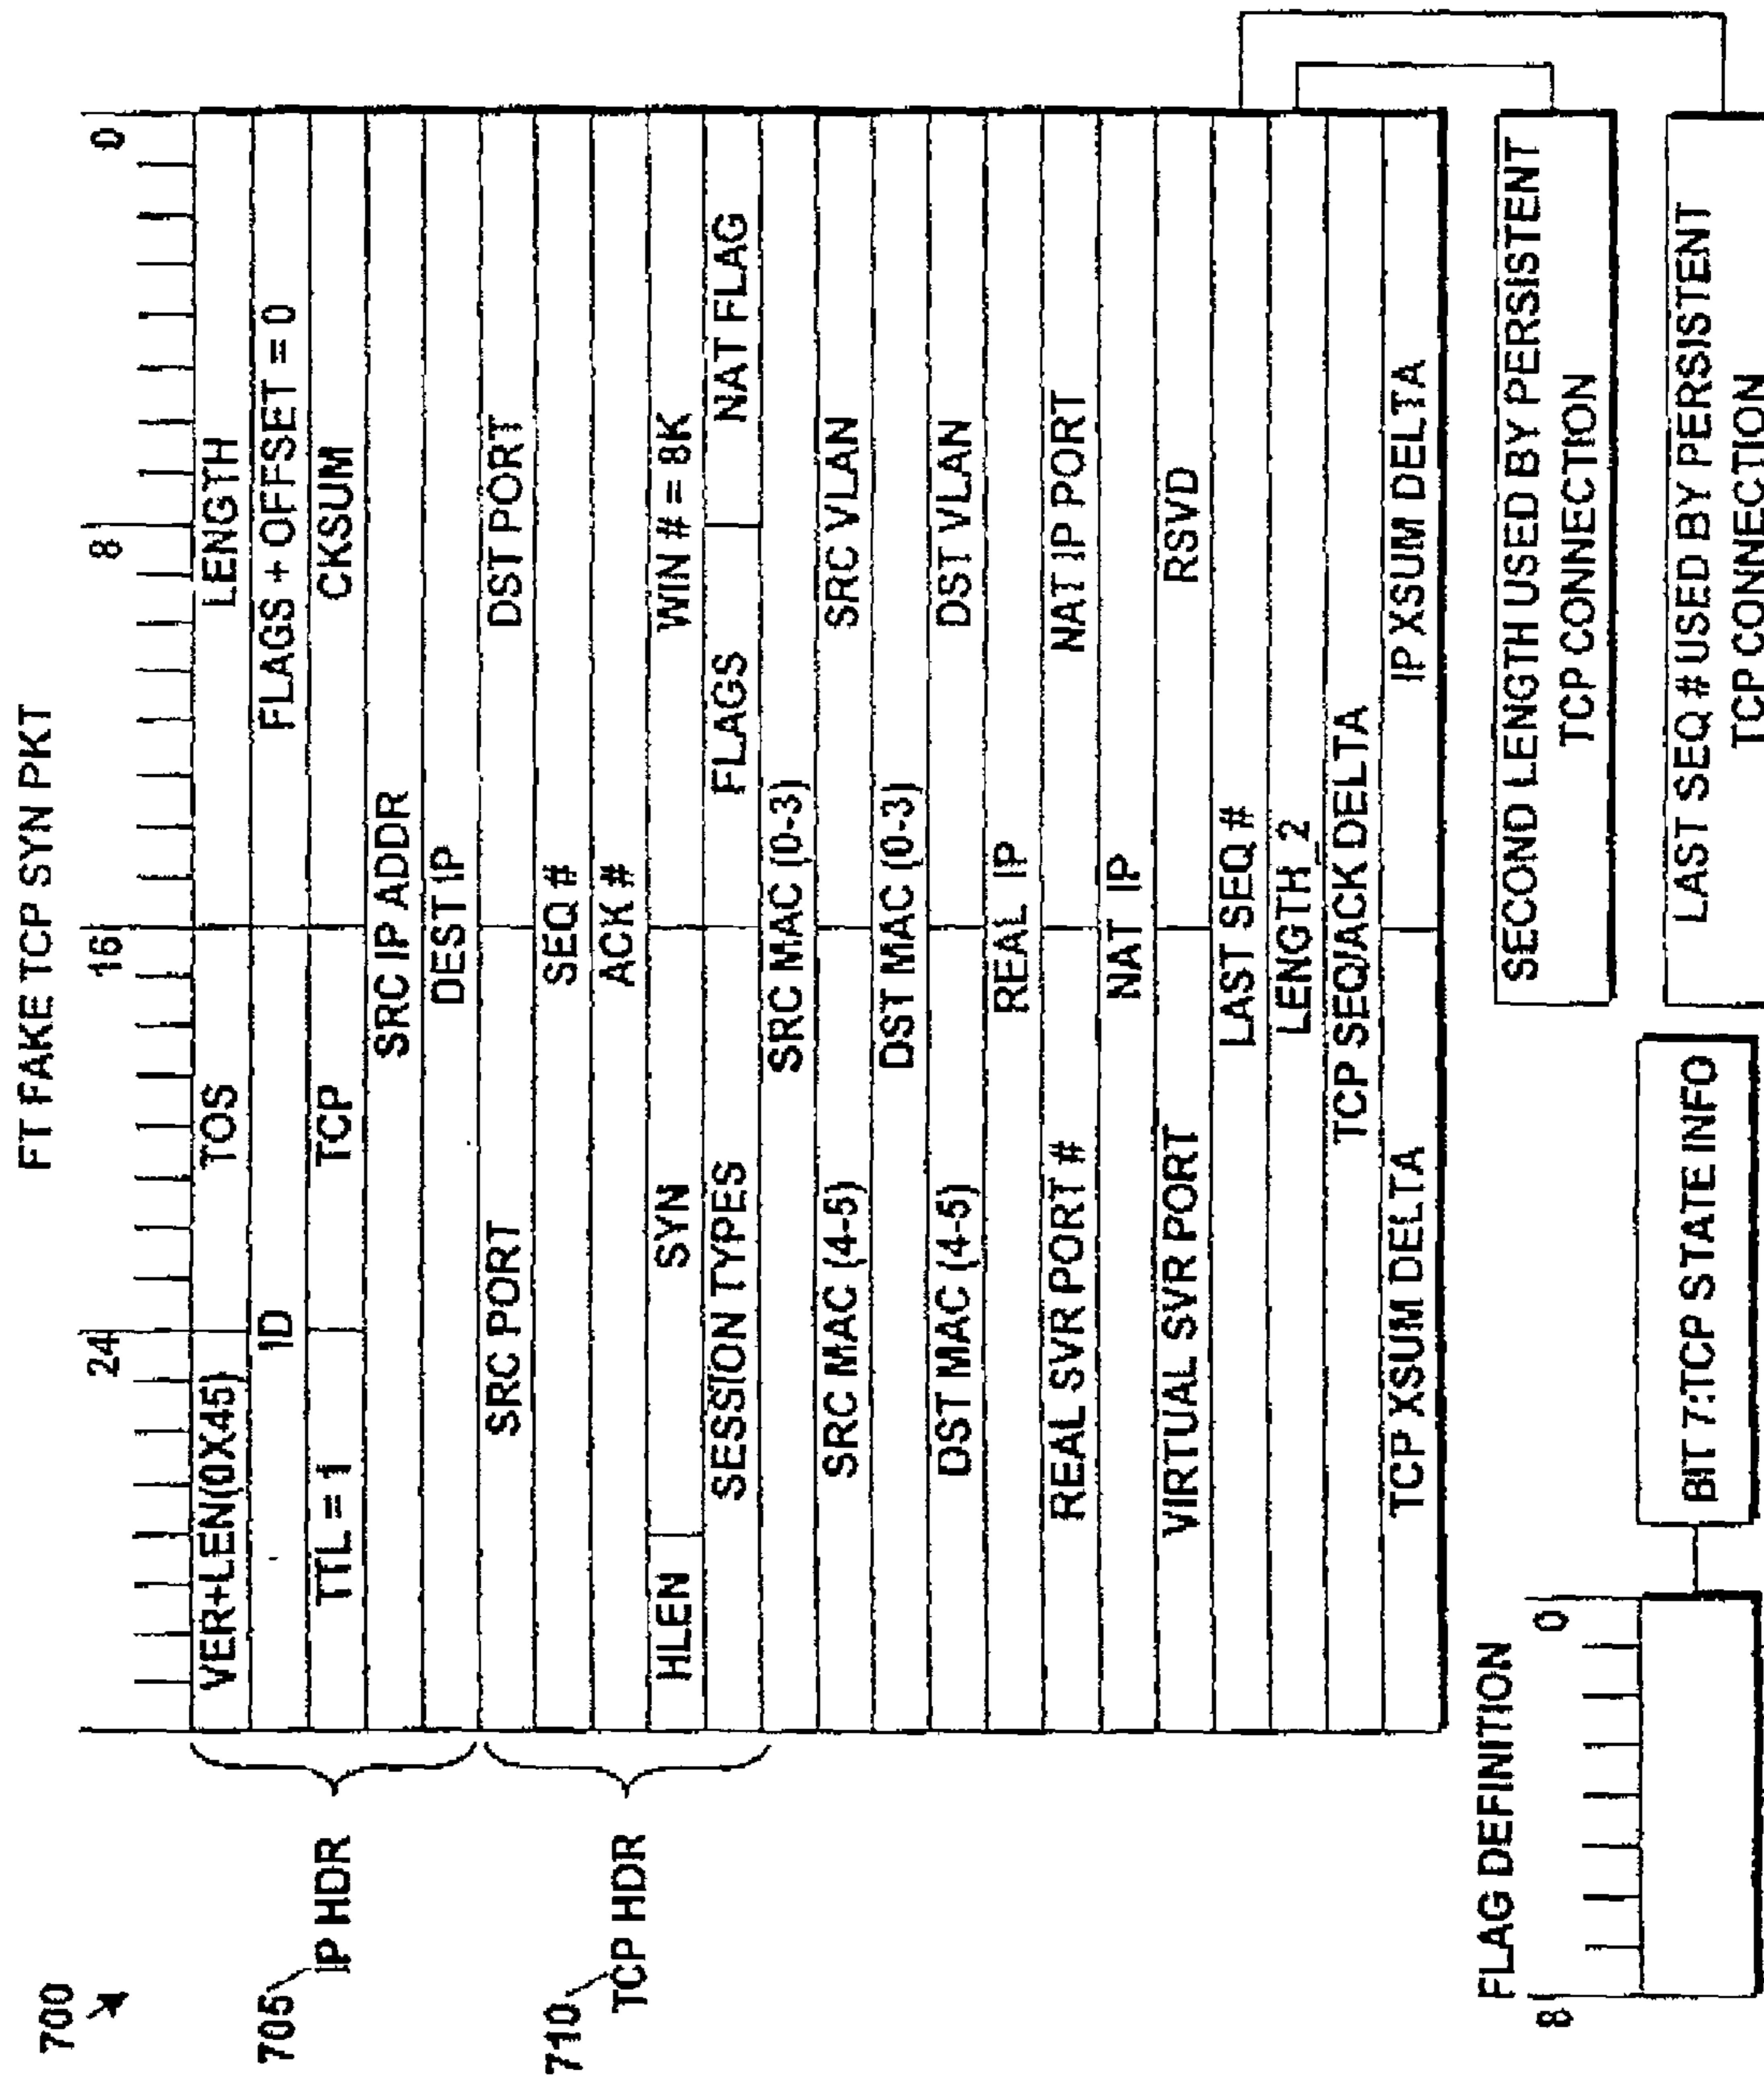 700
FT FAKE TCP SYN PKT
24 16 8 0
705 IP HDR
VER+LEN(0X45) TOS LENGTH
ID FLAGS + OFFSET = 0
TTL = 1 TCP CKSUM
SRC IP ADDR
DEST IP
710 TCP HDR
SRC PORT DST PORT
SEQ #
ACK #
HLEN SYN WIN # = 8K
SESSION TYPES FLAGS NAT FLAG
SRC MAC (0-3)
SRC MAC (4-5) SRC VLAN
DST MAC (0-3)
DST MAC (4-5) DST VLAN
REAL IP
REAL SVR PORT # NAT IP PORT
NAT IP
VIRTUAL SVR PORT RSVD
LAST SEQ #
LENGTH_2
TCP SEQ/ACK DELTA
TCP XSUM DELTA IP XSUM DELTA
FLAG DEFINITION
8 0
BIT 7:TCP STATE INFO
SECOND LENGTH USED BY PERSISTENT
TCP CONNECTION
LAST SEQ # USED BY PERSISTENT
TCP CONNECTION